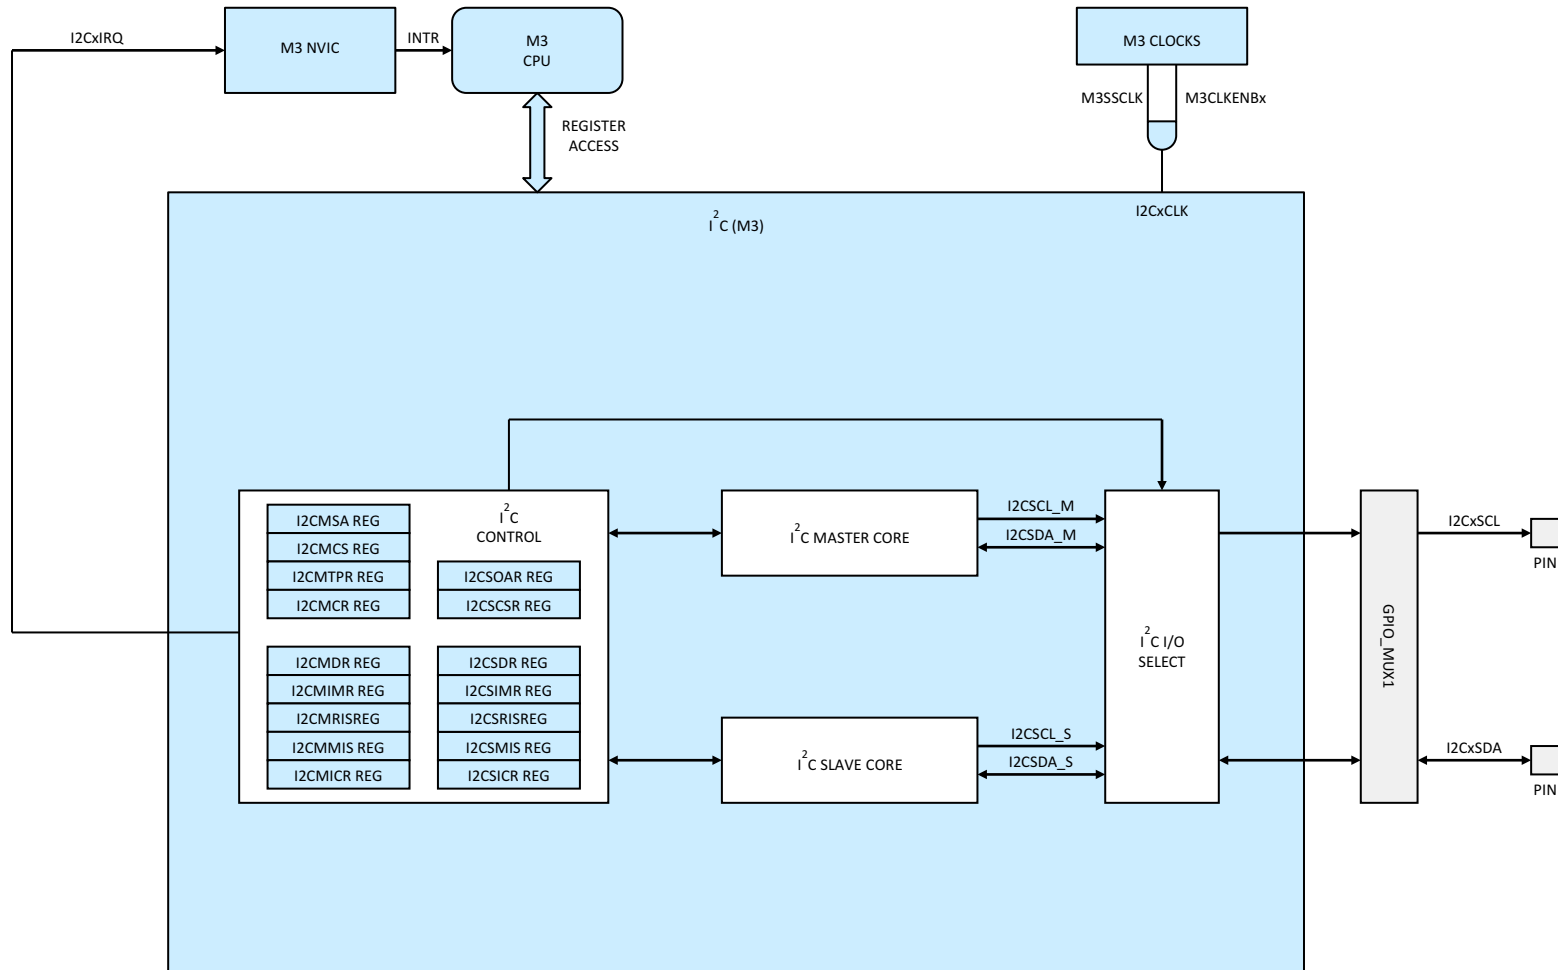 I2CxIRQ
M3 NVIC
INTR
M3
CPU
M3 CLOCKS
M3SSCLK
M3CLKENBx
REGISTER
ACCESS
I2CxCLK
I²C (M3)
I2CMSA REG
I2CMCS REG
I2CMTPR REG
I2CMCR REG
I²C
CONTROL
I2CSOAR REG
I2CSCSR REG
I2CMDR REG
I2CMIMR REG
I2CMRISREG
I2CMMIS REG
I2CMICR REG
I2CSDR REG
I2CSIMR REG
I2CSRISREG
I2CSMIS REG
I2CSICR REG
I²C MASTER CORE
I2CSCL_M
I2CSDA_M
I²C SLAVE CORE
I2CSCL_S
I2CSDA_S
I²C I/O
SELECT
GPIO_MUX1
I2CxSCL
PIN
I2CxSDA
PIN